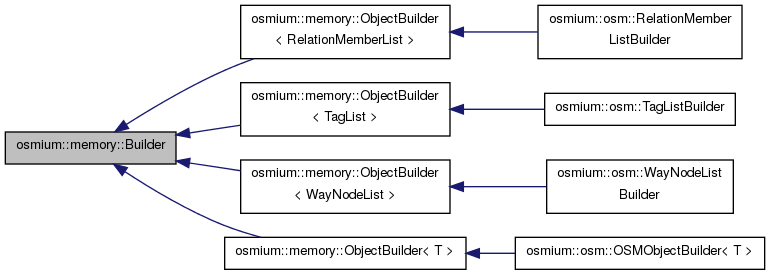 osmium::memory::ObjectBuilder
< RelationMemberList >
osmium::osm::RelationMember
ListBuilder
osmium::memory::ObjectBuilder
< TagList >
osmium::osm::TagListBuilder
osmium::memory::Builder
osmium::memory::ObjectBuilder
< WayNodeList >
osmium::osm::WayNodeList
Builder
osmium::memory::ObjectBuilder< T >
osmium::osm::OSMObjectBuilder< T >